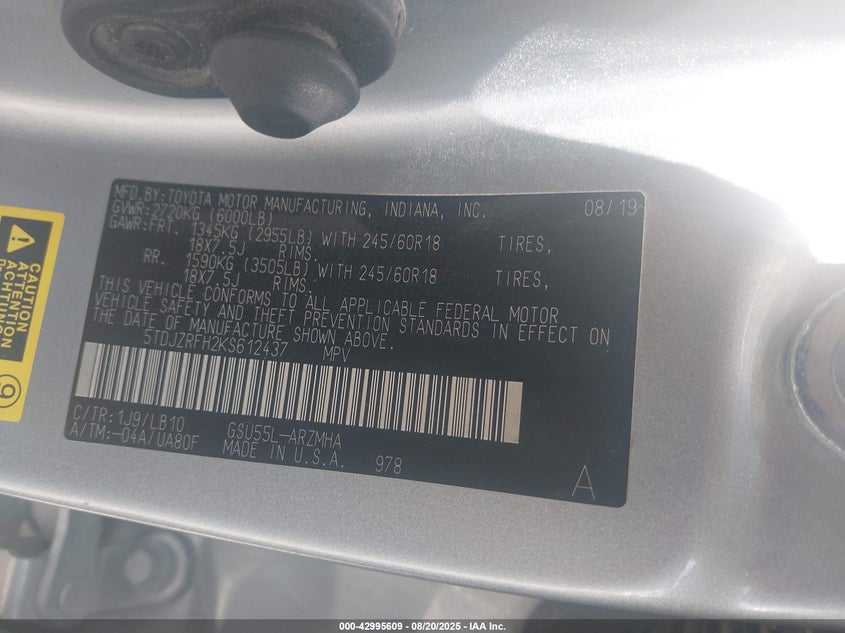 MFD.BY:TOYOTA MOTOR MANUFACTURING, INDIANA, INC. 08/19
GVWR:2720KG (6000LB)
GAWR:FRT. 1345KG (2955LB) WITH 245/60R18 TIRES,
18X7.5J RIMS.
RR. 1590KG (3505LB) WITH 245/60R18 TIRES,
18X7.5J RIMS.
THIS VEHICLE CONFORMS TO ALL APPLICABLE FEDERAL MOTOR
VEHICLE SAFETY AND THEFT PREVENTION STANDARDS IN EFFECT ON
THE DATE OF MANUFACTURE SHOWN ABOVE.
5TDJZRFH2KS612437 MPV
C/TR:1J9/LB10 GSU55L-ARZMHA
A/TM:-04A/UA80F MADE IN U.S.A. 978
A
CAUTION
ATTENTION
ACHTUNG
9
000-42995609 - 08/20/2025 - IAA Inc.